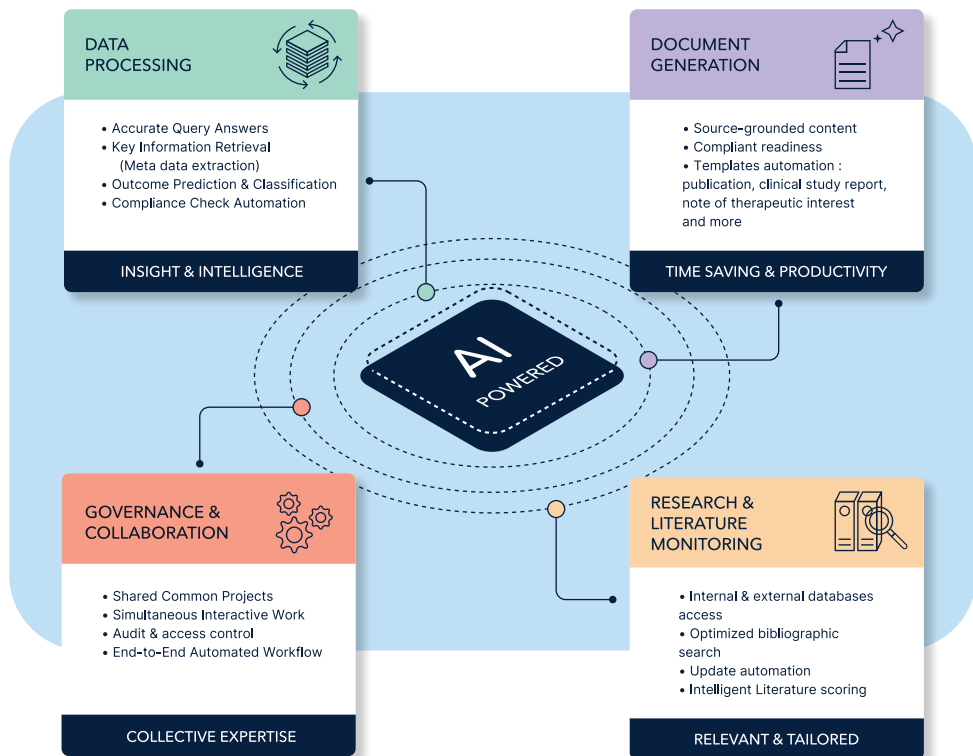 DATA
PROCESSING
• Accurate Query Answers
• Key Information Retrieval
(Meta data extraction)
• Outcome Prediction & Classification
• Compliance Check Automation
INSIGHT & INTELLIGENCE
DOCUMENT
GENERATION
• Source-grounded content
• Compliant readiness
• Templates automation :
publication, clinical study report,
note of therapeutic interest
and more
TIME SAVING & PRODUCTIVITY
AI
POWERED
GOVERNANCE &
COLLABORATION
• Shared Common Projects
• Simultaneous Interactive Work
• Audit & access control
• End-to-End Automated Workflow
COLLECTIVE EXPERTISE
RESEARCH &
LITERATURE
MONITORING
• Internal & external databases
access
• Optimized bibliographic
search
• Update automation
• Intelligent Literature scoring
RELEVANT & TAILORED